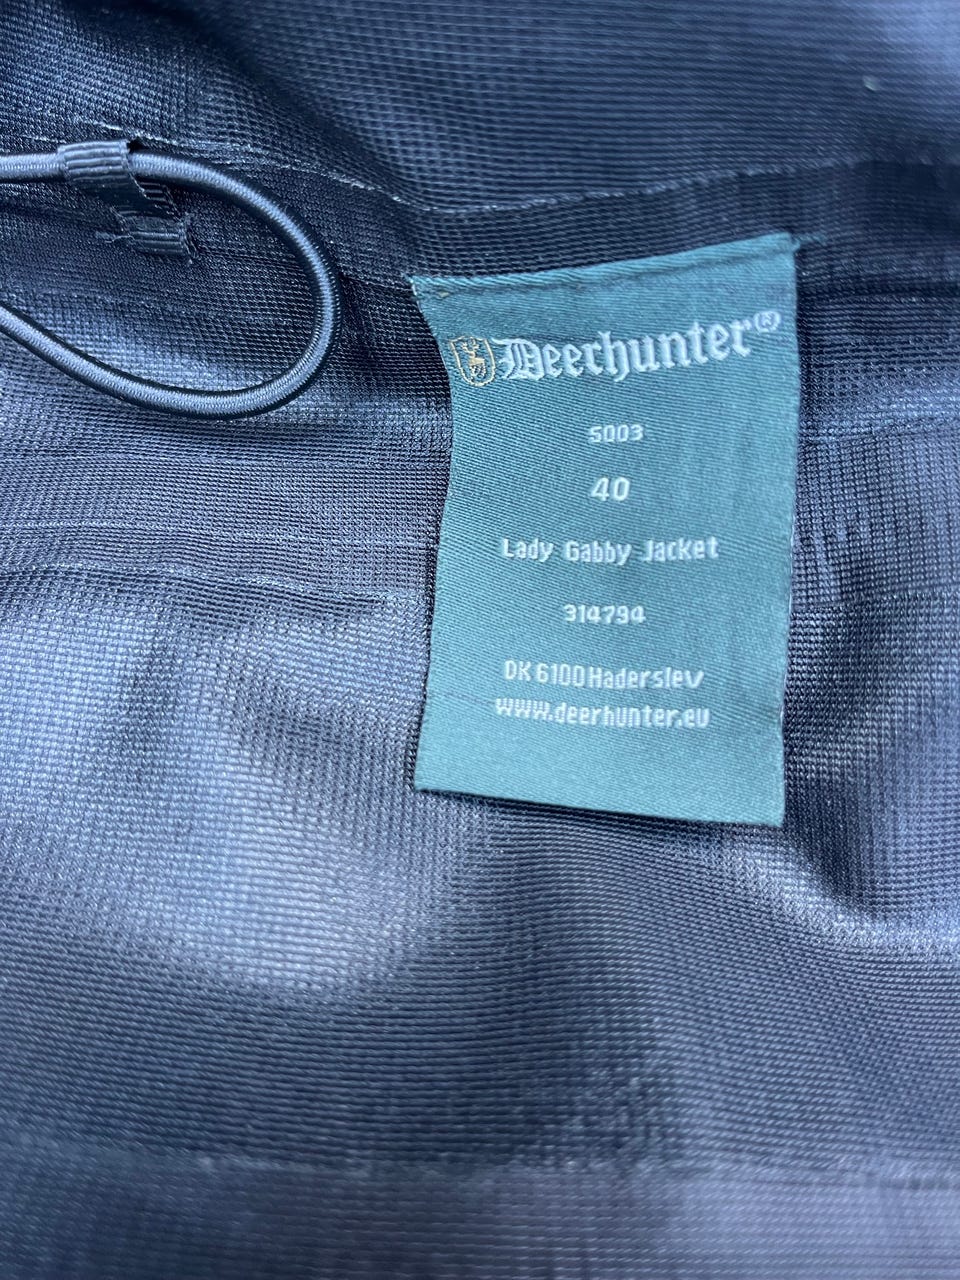 Deerhunter®
5003
40
Lady Gabby Jacket
314794
DK 6100 Haderslev
www.deerhunter.eu